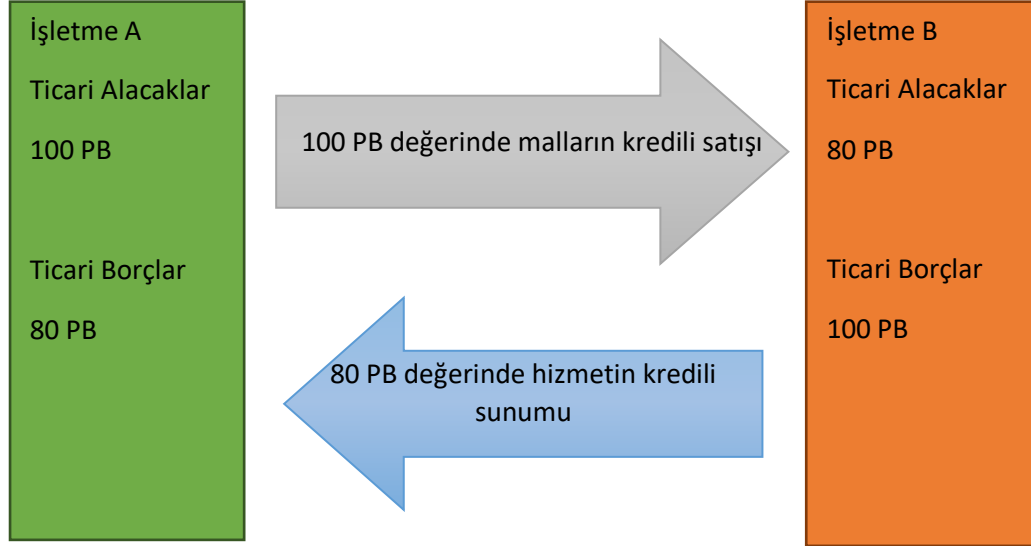 İşletme A
Ticari Alacaklar
100 PB
Ticari Borçlar
80 PB
100 PB değerinde malların kredili satışı
80 PB değerinde hizmetin kredili
sunumu
İşletme B
Ticari Alacaklar
80 PB
Ticari Borçlar
100 PB